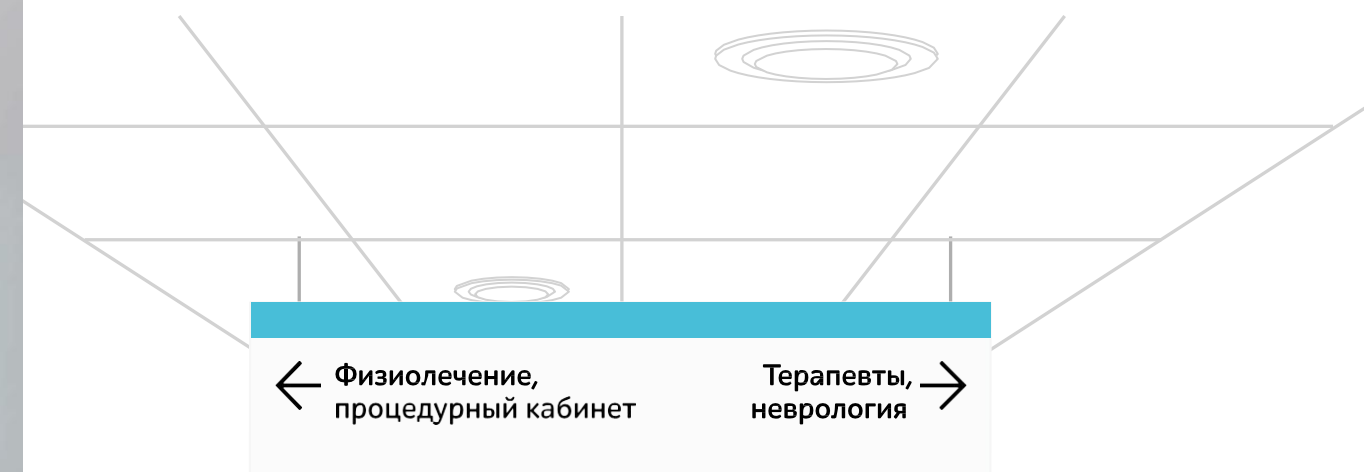 Физиолечение,
процедурный кабинет
Терапевты,
неврология